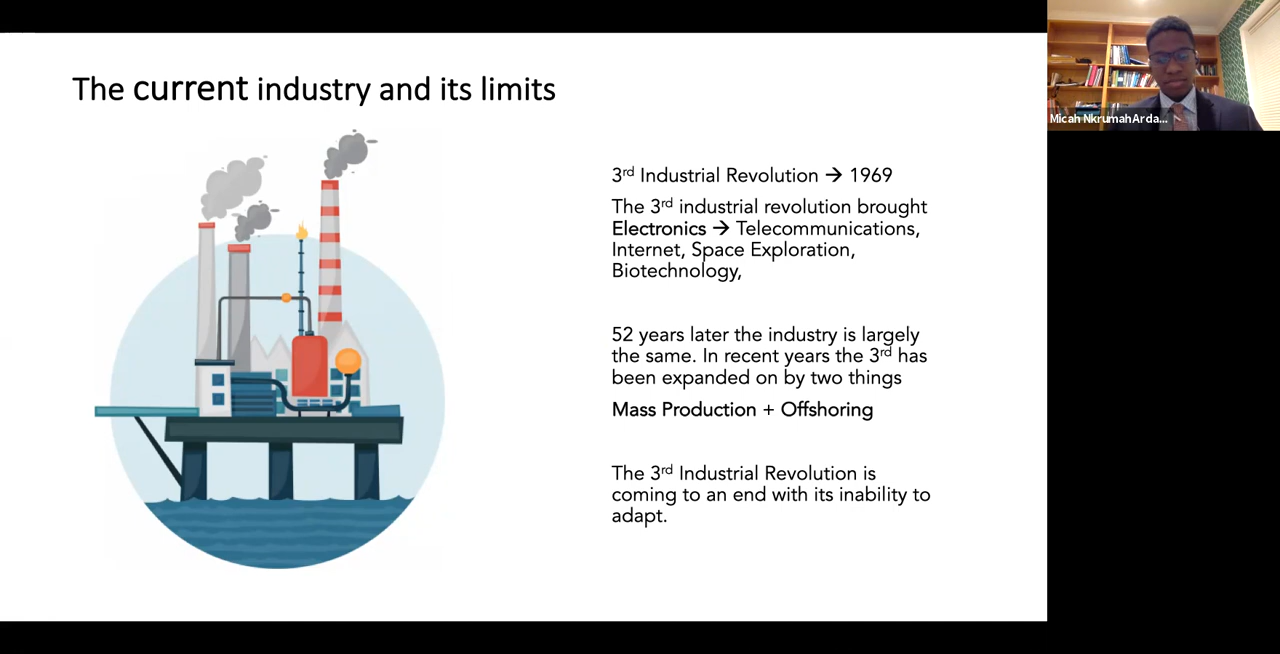 The current industry and its limits
Micah NkrumahArda...
3rd Industrial Revolution → 1969
The 3rd industrial revolution brought
Electronics → Telecommunications,
Internet, Space Exploration,
Biotechnology,
52 years later the industry is largely
the same. In recent years the 3rd has
been expanded on by two things
Mass Production + Offshoring
The 3rd Industrial Revolution is
coming to an end with its inability to
adapt.